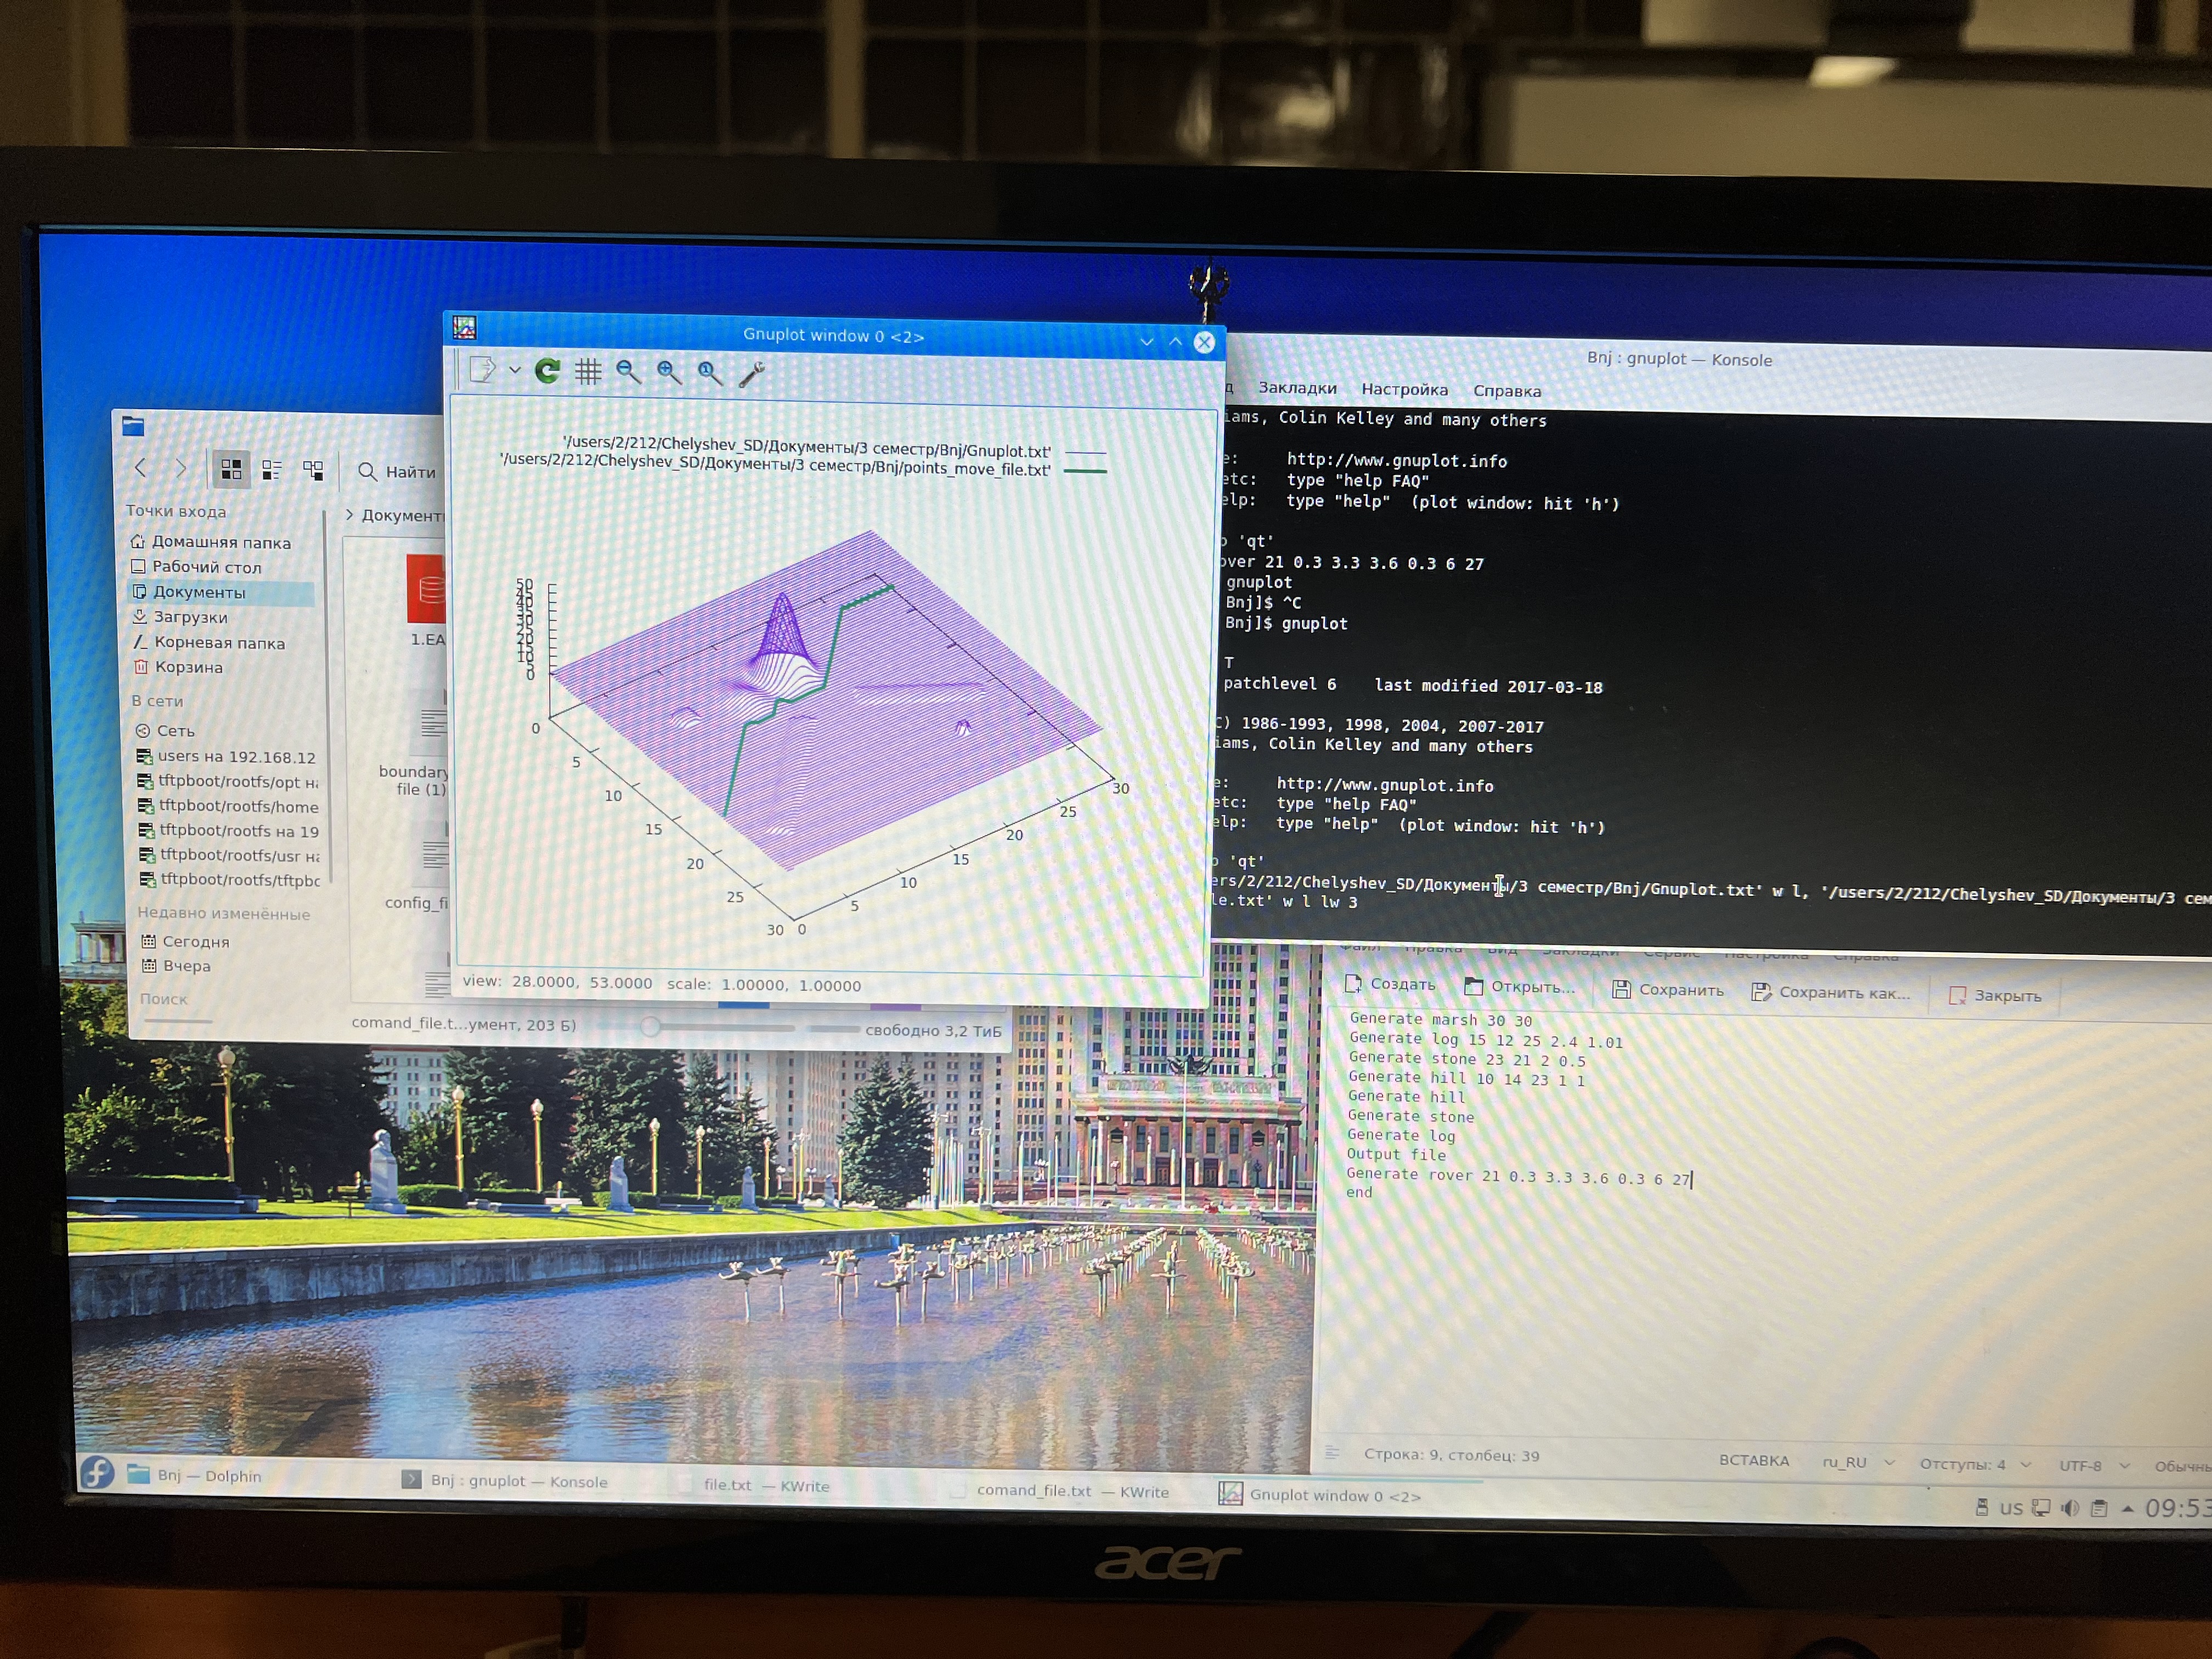 Gnuplot window 0 <2>
'/users/2/212/Chelyshev_SD/Документы/3 семестр/Bnj/Gnuplot.txt'
'/users/2/212/Chelyshev_SD/Документы/3 семестр/Bnj/points_move_file.txt'
50
45
40
35
30
25
20
15
10
5
0
0
5
10
15
20
25
30
0
5
10
15
20
25
30
view: 28.0000, 53.0000 scale: 1.00000, 1.00000
Найти
Точки входа
Домашняя папка
Рабочий стол
Документы
Загрузки
Корневая папка
Корзина
В сети
Сеть
users на 192.168.12
tftpboot/rootfs/opt на
tftpboot/rootfs/home
tftpboot/rootfs на 19
tftpboot/rootfs/usr на
tftpboot/rootfs/tftpbo
Недавно изменённые
Сегодня
Вчера
Поиск
> Документ
1.EA
boundary
file (1)
config_fi
comand_file.t...умент, 203 Б)
свободно 3,2 ТиБ
Bnj : gnuplot — Konsole
Закладки Настройка Справка
iams, Colin Kelley and many others
e: http://www.gnuplot.info
etc: type "help FAQ"
elp: type "help" (plot window: hit 'h')
'qt'
over 21 0.3 3.3 3.6 0.3 6 27
gnuplot
Bnj]$ ^C
Bnj]$ gnuplot
T
patchlevel 6 last modified 2017-03-18
C) 1986-1993, 1998, 2004, 2007-2017
iams, Colin Kelley and many others
e: http://www.gnuplot.info
etc: type "help FAQ"
elp: type "help" (plot window: hit 'h')
'qt'
ers/2/212/Chelyshev_SD/Документы/3 семестр/Bnj/Gnuplot.txt' w l, '/users/2/212/Chelyshev_SD/Документы/3 сем
le.txt' w l lw 3
Файл Правка Вид Закладки Сервис Настройка Справка
Создать Открыть... Сохранить Сохранить как... Закрыть
Generate marsh 30 30
Generate log 15 12 25 2.4 1.01
Generate stone 23 21 2 0.5
Generate hill 10 14 23 1 1
Generate hill
Generate stone
Generate log
Output file
Generate rover 21 0.3 3.3 3.6 0.3 6 27
end
Строка: 9, столбец: 39 ВСТАВКА ru_RU Отступы: 4 UTF-8 Обычны
Bnj — Dolphin
Bnj : gnuplot — Konsole
file.txt — KWrite
comand_file.txt — KWrite
Gnuplot window 0 <2>
us
09:53
acer